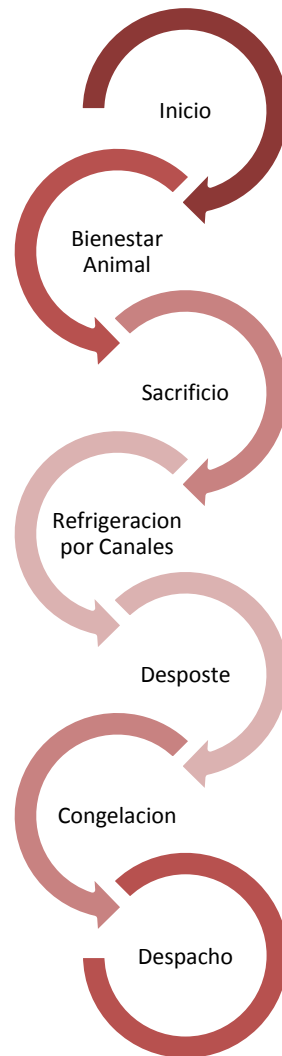 Inicio
Bienestar
Animal
Sacrificio
Refrigeracion
por Canales
Desposte
Congelacion
Despacho